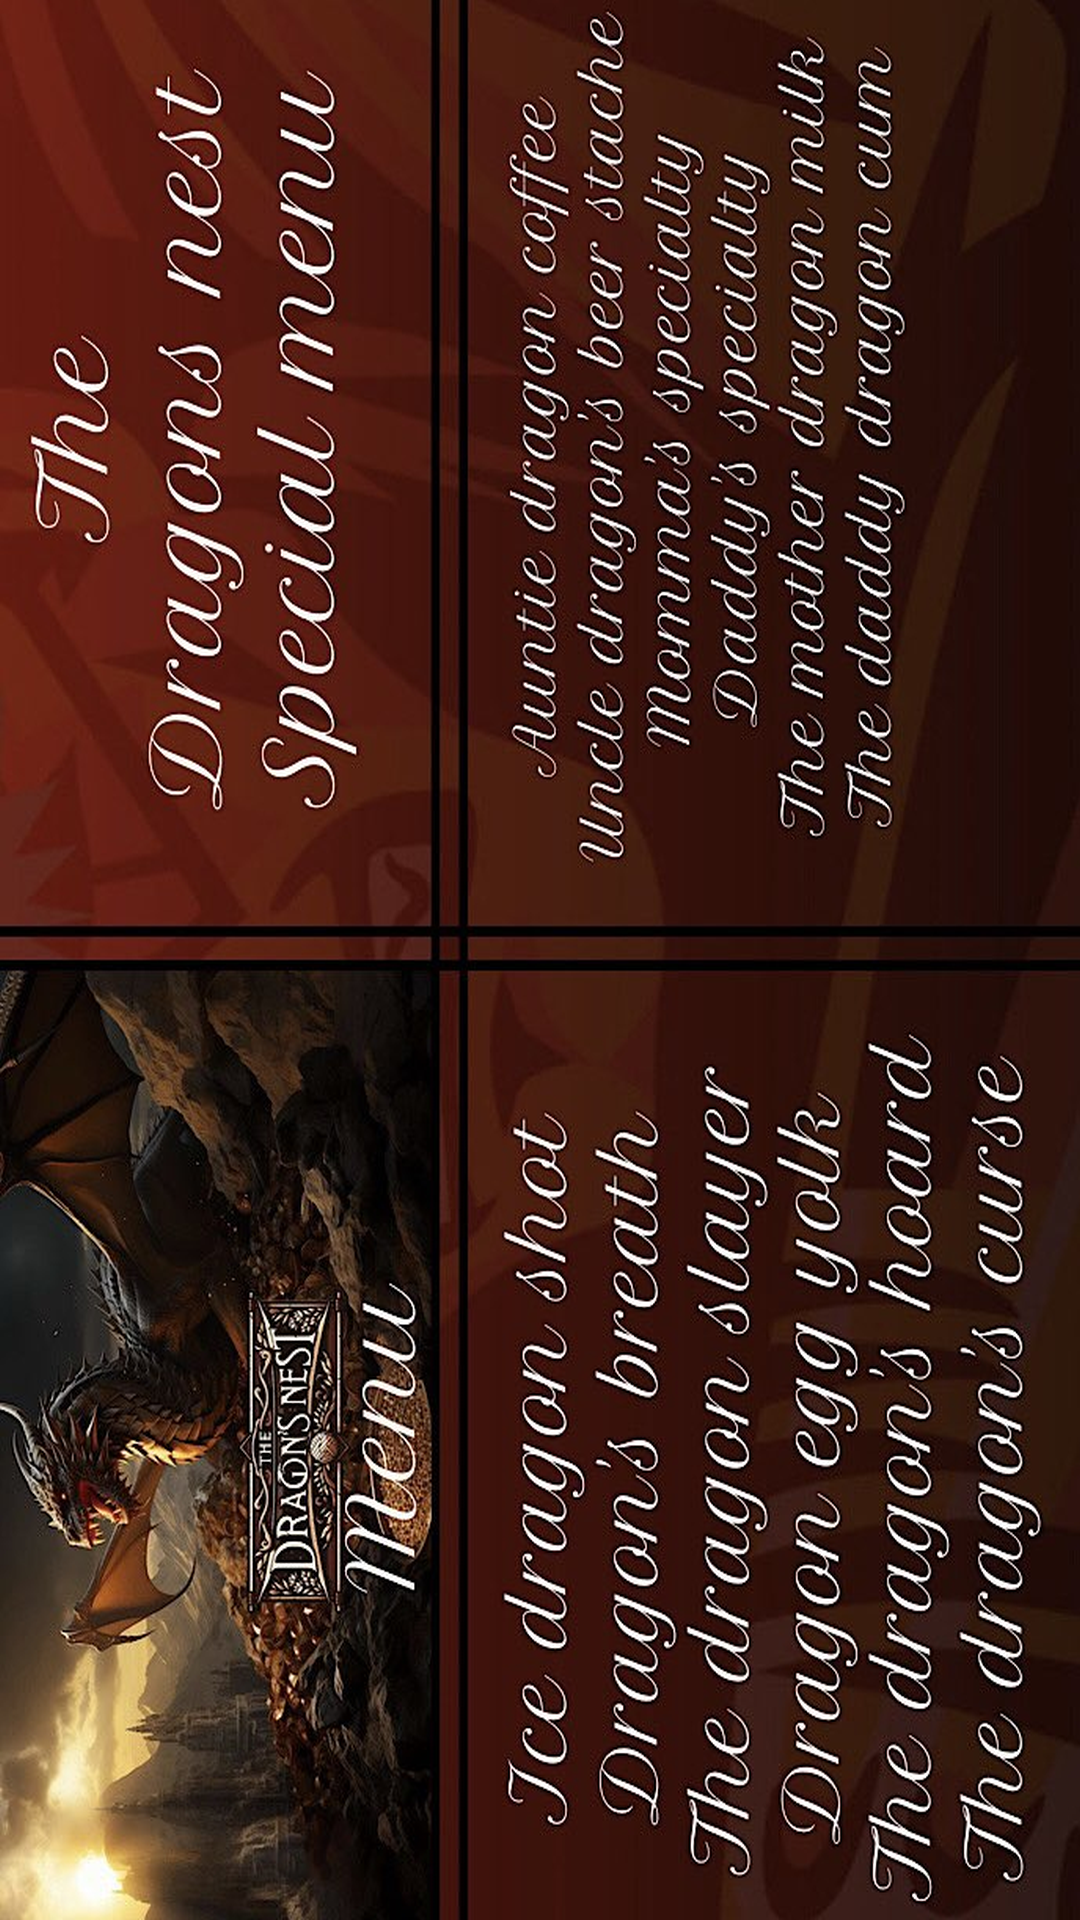 THE
DRAGON'S NEST
Menu
Ice dragon shot
Dragon's breath
The dragon slayer
Dragon egg yolk
The dragon's hoard
The dragon's curse
The
Dragons nest
Special menu
Auntie dragon coffee
Uncle dragon's beer stache
Momma's specialty
Daddy's specialty
The mother dragon milk
The daddy dragon cum